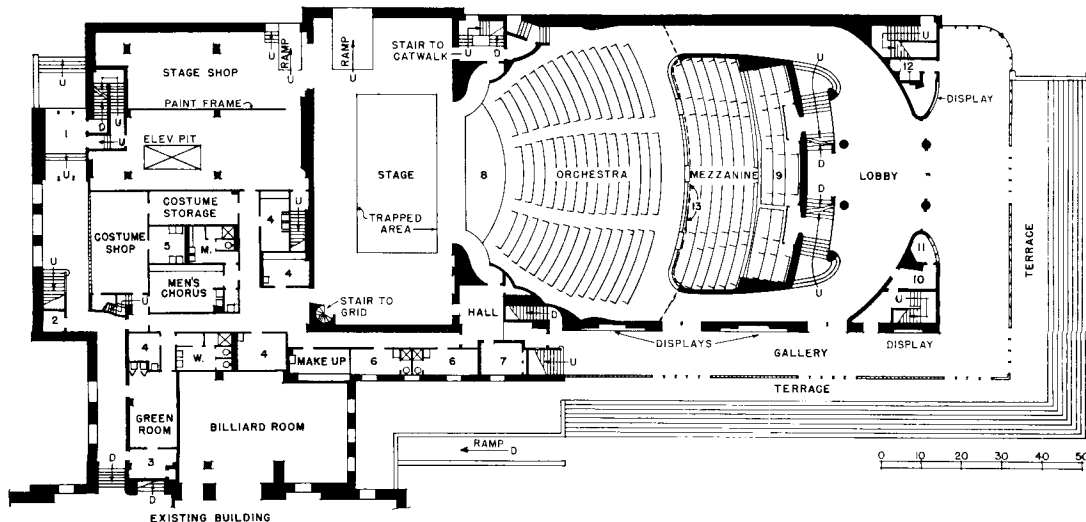 STAGE SHOP
RAMP
U
RAMP
U
STAIR TO
CATWALK
U
D
U
12
DISPLAY
U
PAINT FRAME
1
D
U
U
U
ELEV PIT
STAGE
8
ORCHESTRA
MEZZANINE
9
D
D
LOBBY
13
TRAPPED
AREA
COSTUME
STORAGE
COSTUME
SHOP
5
M.
4
U
4
MEN'S
CHORUS
U
U
2
STAIR TO
GRID
HALL
D
U
11
10
U
TERRACE
4
W.
4
MAKE UP
6
6
7
U
DISPLAYS
GALLERY
DISPLAY
TERRACE
GREEN
ROOM
BILLIARD ROOM
3
D
D
RAMP
D
0 10 20 30 40 50
EXISTING BUILDING